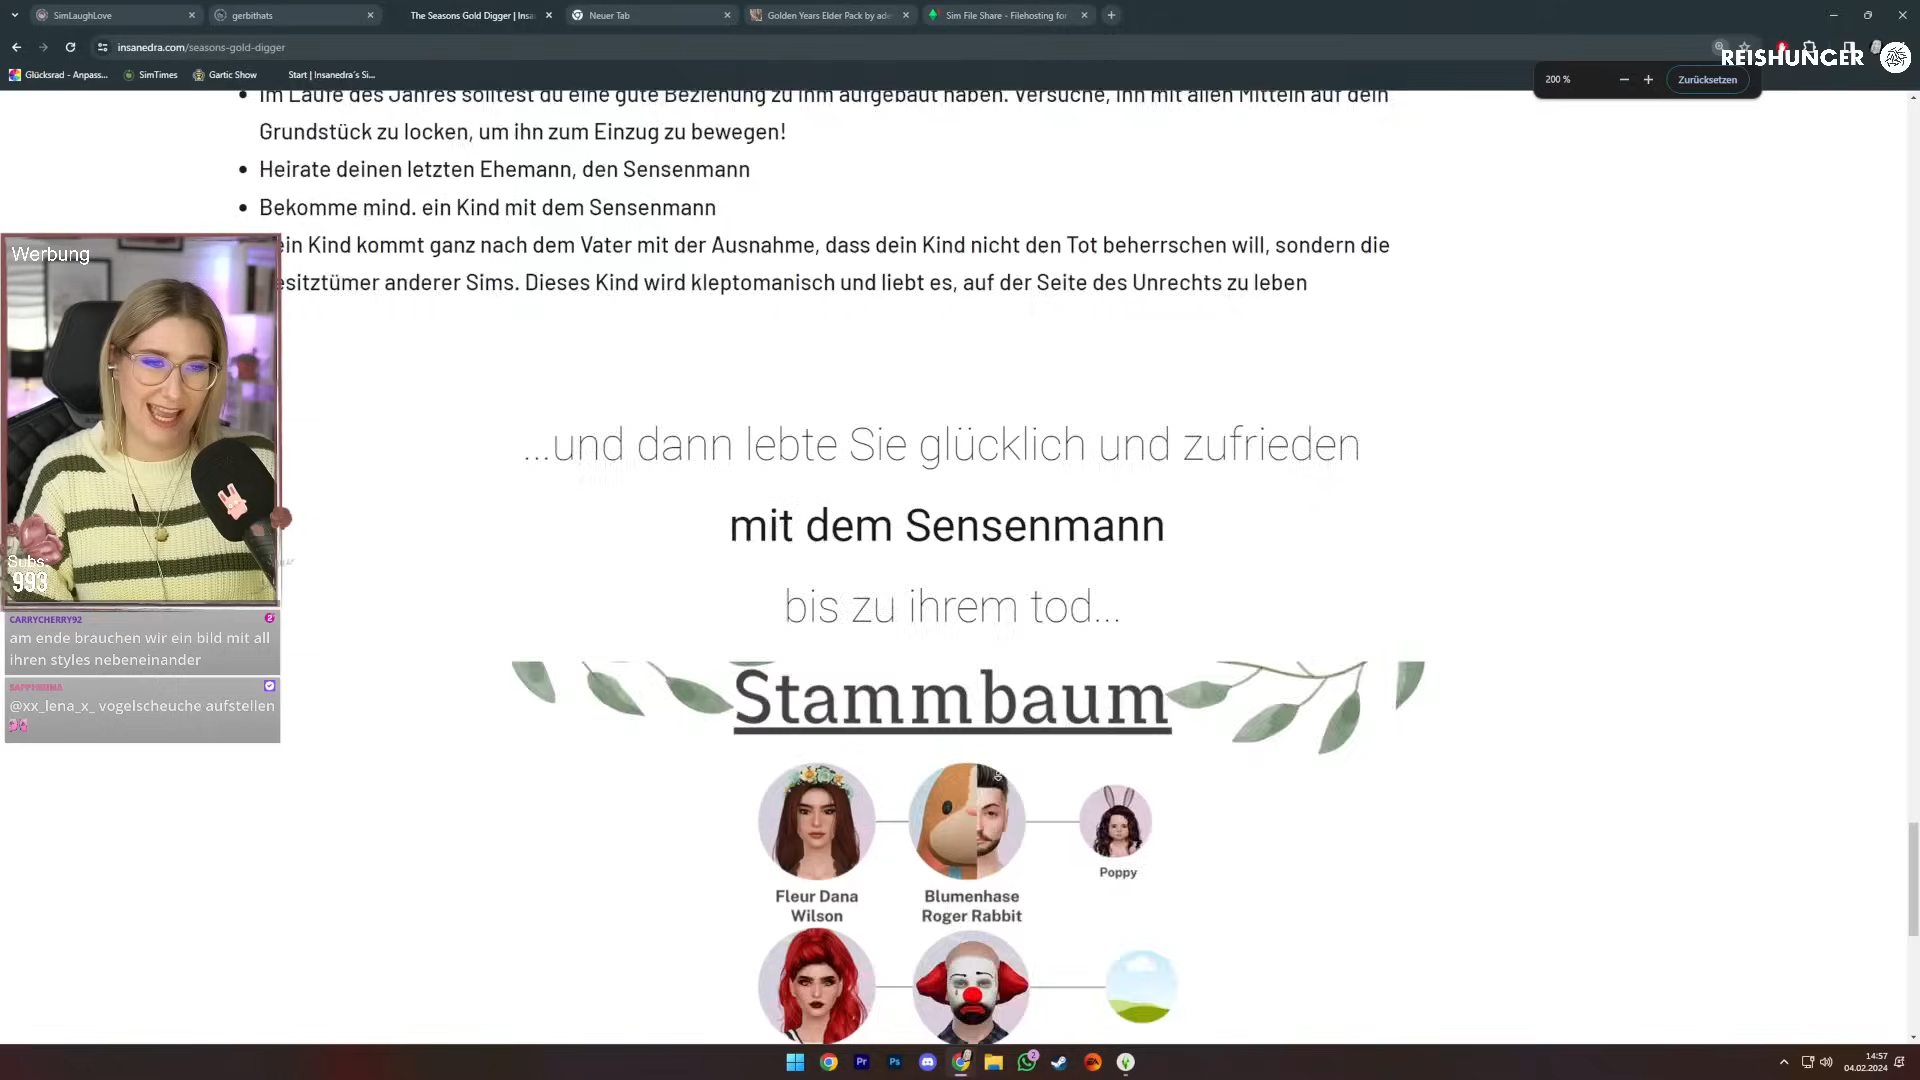 SimLaughLove
gerbithats
The Seasons Gold Digger | Insa
Neuer Tab
Golden Years Elder Pack by ade
Sim File Share - Filehosting for
insanedra.com/seasons-gold-digger
REISHUNGER
Glücksrad - Anpass...
SimTimes
Gartic Show
Start | Insanedra´s Si...
200 %
Zurücksetzen
Im Laufe des Jahres solltest du eine gute Beziehung zu ihm aufgebaut haben. Versuche, ihn mit allen Mitteln auf dein
Grundstück zu locken, um ihn zum Einzug zu bewegen!
Heirate deinen letzten Ehemann, den Sensenmann
Bekomme mind. ein Kind mit dem Sensenmann
ein Kind kommt ganz nach dem Vater mit der Ausnahme, dass dein Kind nicht den Tot beherrschen will, sondern die
esitztümer anderer Sims. Dieses Kind wird kleptomanisch und liebt es, auf der Seite des Unrechts zu leben
Werbung
Subs:
993
...und dann lebte Sie glücklich und zufrieden
mit dem Sensenmann
bis zu ihrem tod...
CARRYCHERRY92
am ende brauchen wir ein bild mit all
ihren styles nebeneinander
@xx_lena_x_ vogelscheuche aufstellen
Stammbaum
Poppy
Fleur Dana
Wilson
Blumenhase
Roger Rabbit
Pr
Ps
2
EA
14:57
04.02.2024